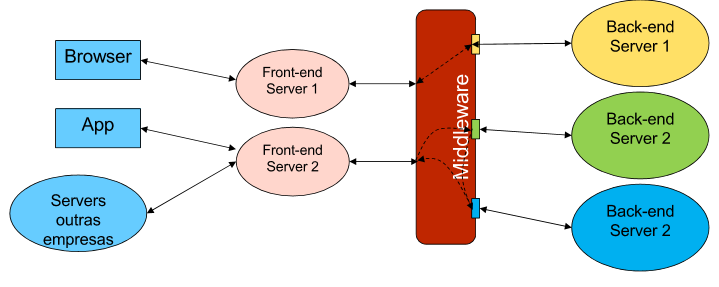 Browser
App
Servers
outras
empresas
Front-end
Server 1
Front-end
Server 2
Middleware
Back-end
Server 1
Back-end
Server 2
Back-end
Server 2